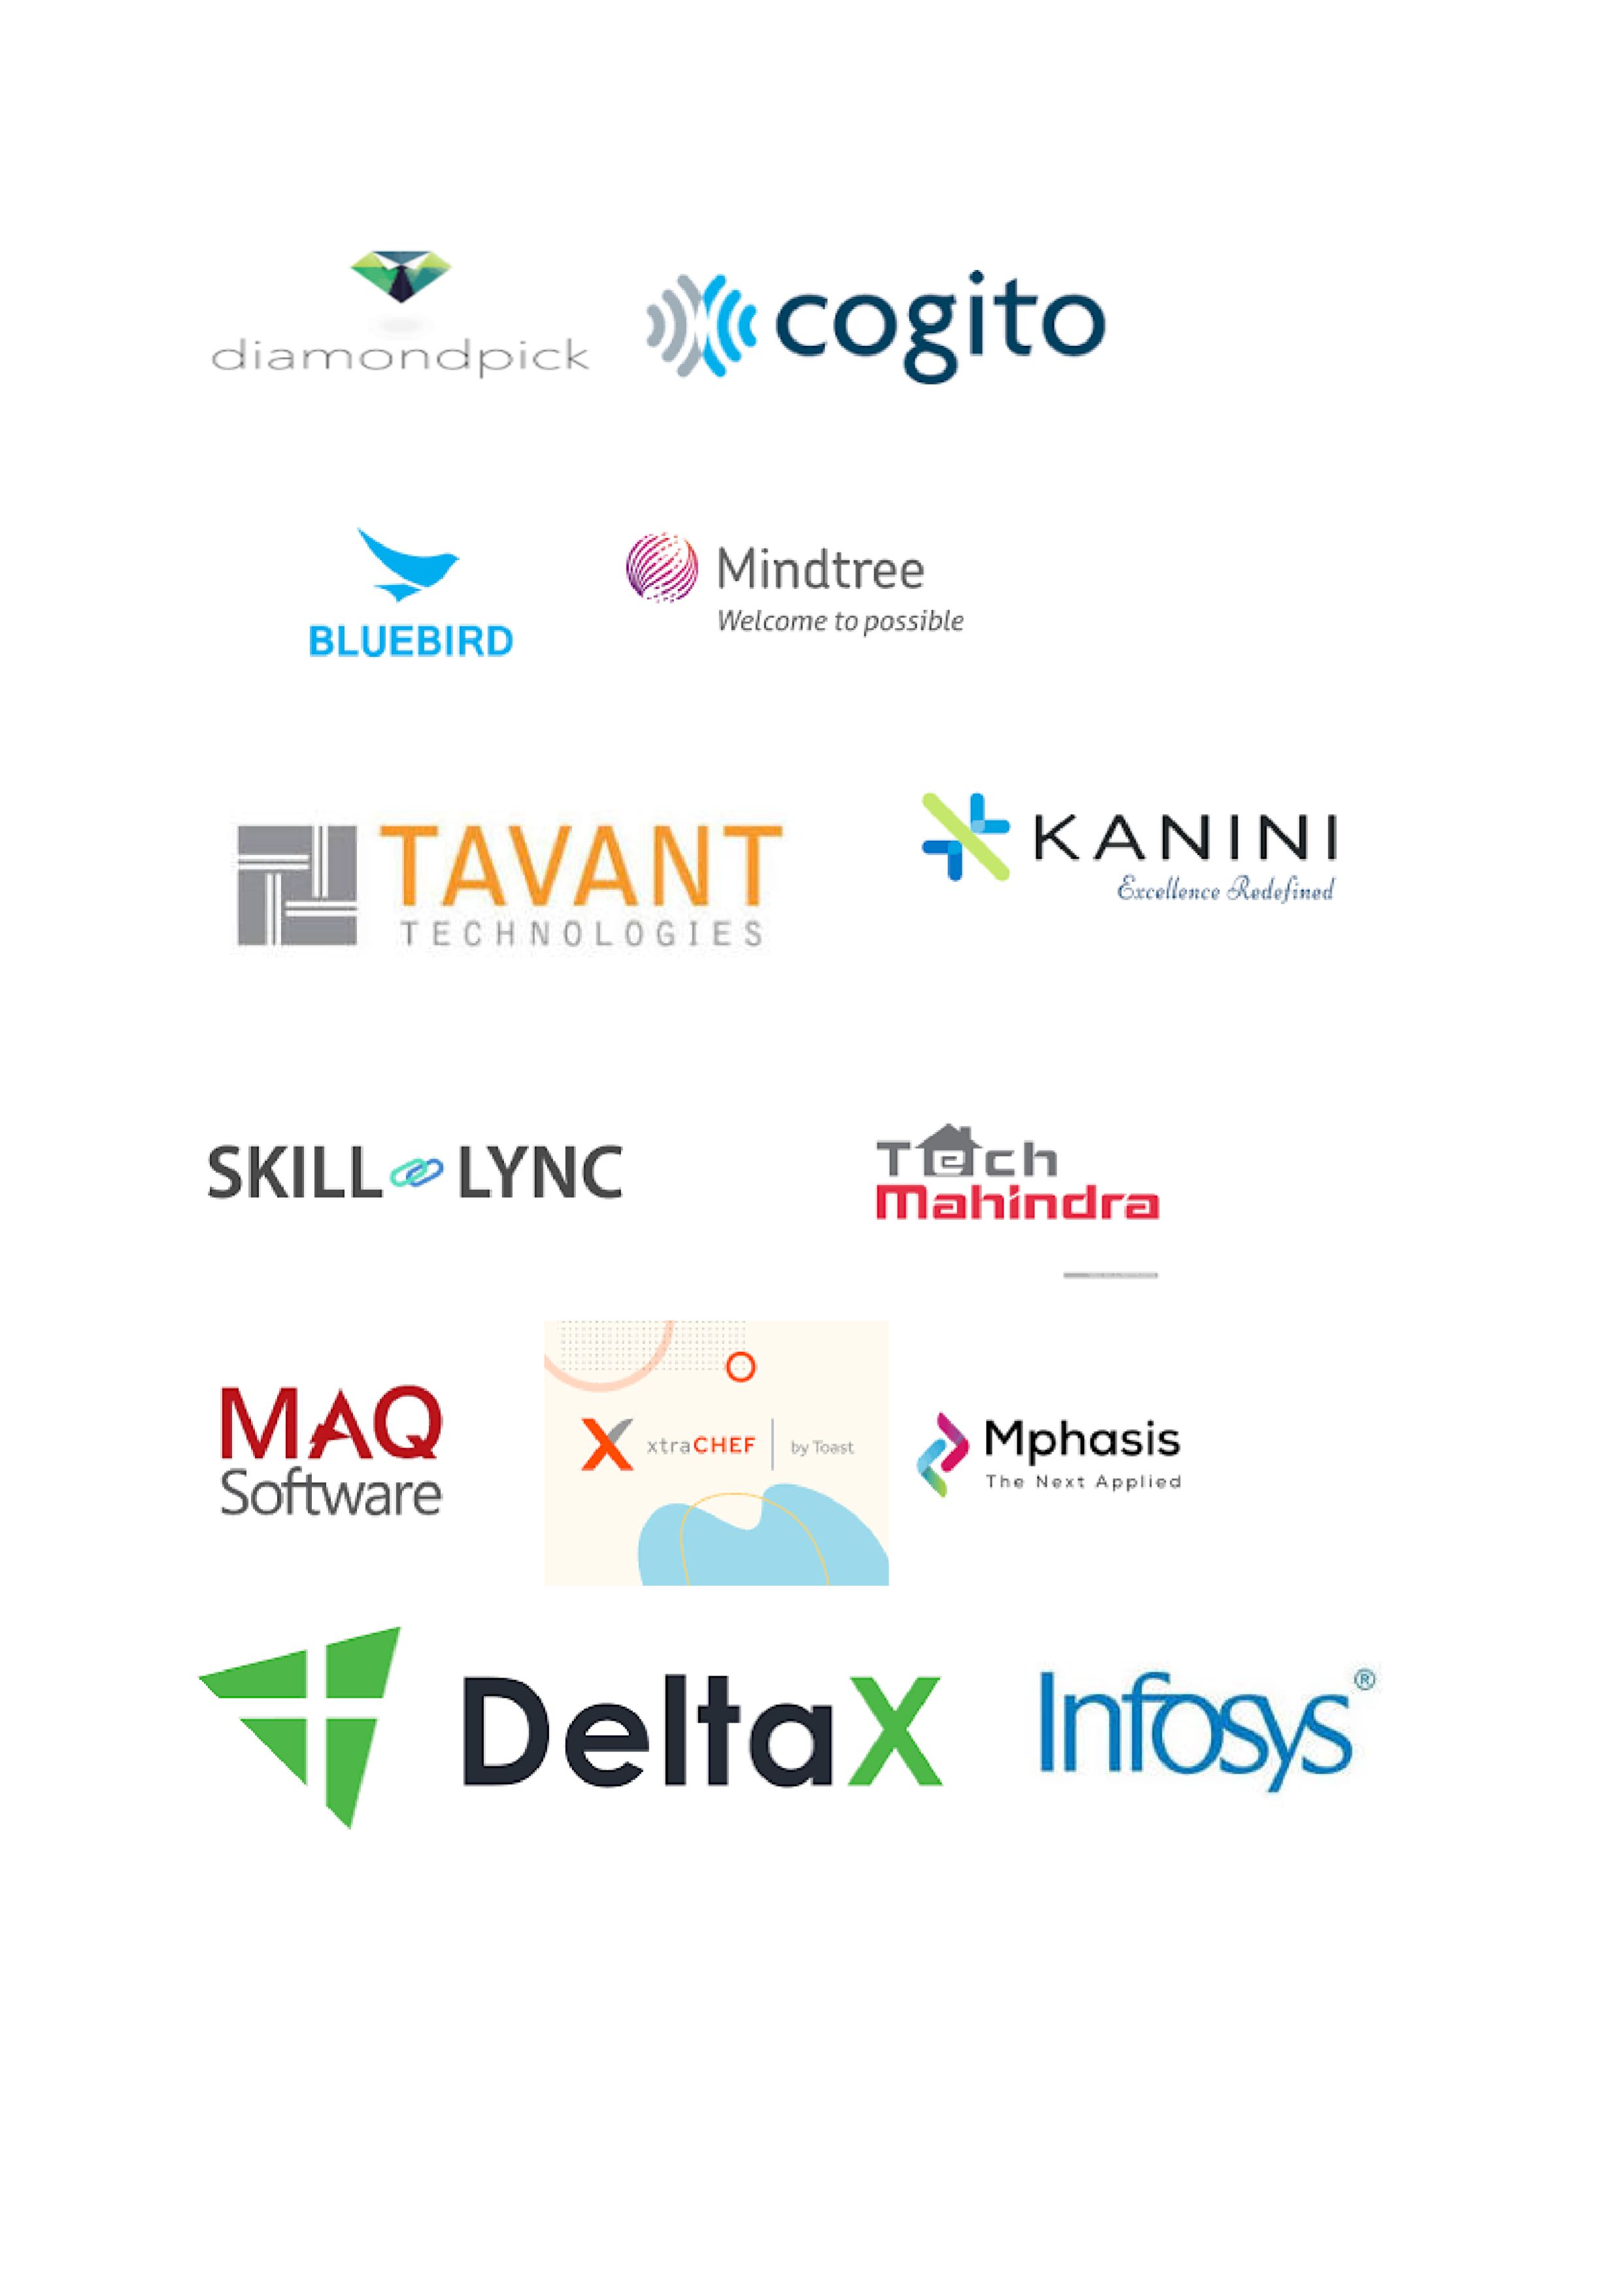 diamondpick
cogito
BLUEBIRD
Mindtree
Welcome to possible
TAVANT
TECHNOLOGIES
KANINI
Excellence Redefined
SKILL LYNC
Tech
Mahindra
MAQ
Software
xtraCHEF by Toast
Mphasis
The Next Applied
DeltaX
Infosys®